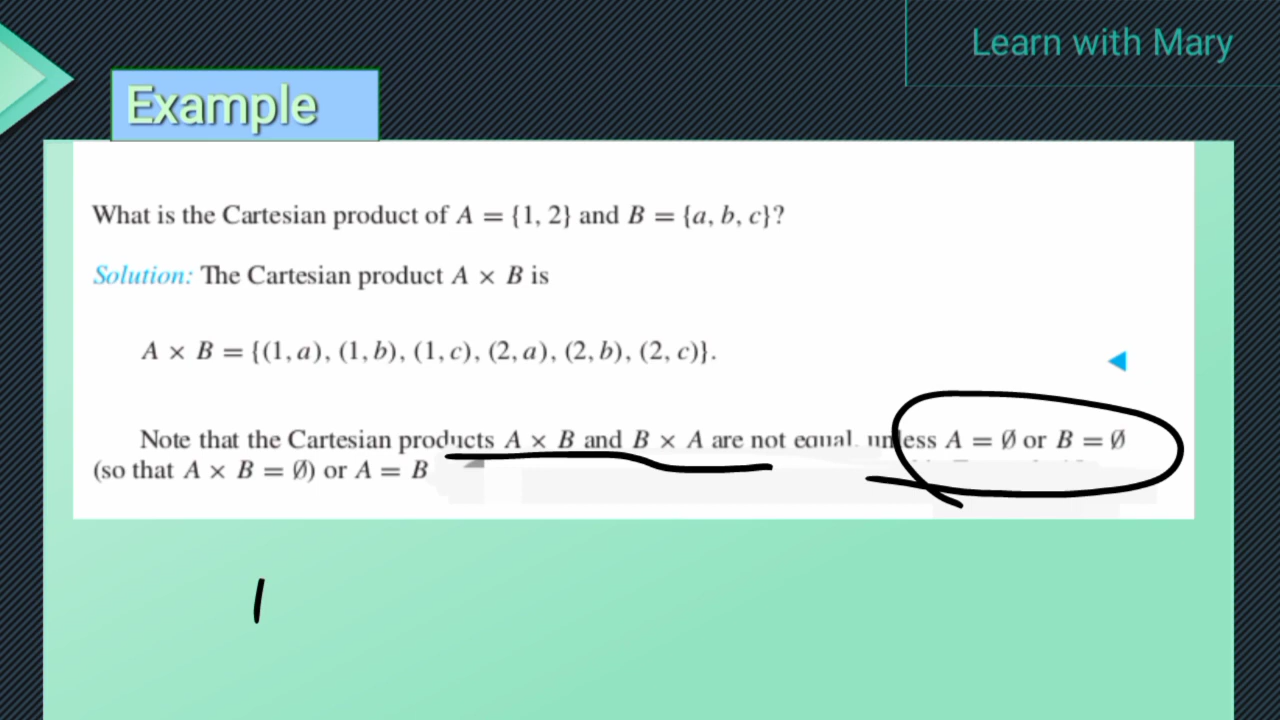 Learn with Mary
Example
What is the Cartesian product of A = {1, 2} and B = {a, b, c}?
Solution: The Cartesian product A × B is
A × B = {(1, a), (1, b), (1, c), (2, a), (2, b), (2, c)}.
Note that the Cartesian products A × B and B × A are not equal, unless A = Ø or B = Ø
(so that A × B = Ø) or A = B